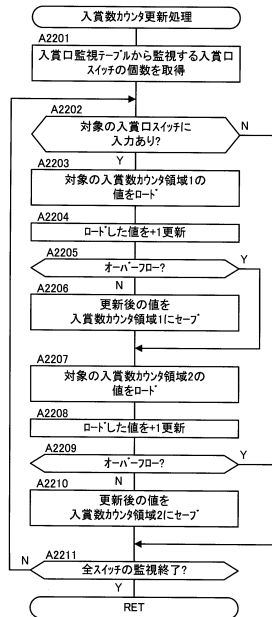 入賞数カウンタ更新処理
A2201
入賞口監視テーブルから監視する入賞口
スイッチの個数を取得
A2202
対象の入賞口スイッチに
入力あり?
N
Y
A2203
対象の入賞数カウンタ領域1の
値をロード
A2204
ロードした値を+1更新
A2205
オーバーフロー?
Y
N
A2206
更新後の値を
入賞数カウンタ領域1にセーブ
A2207
対象の入賞数カウンタ領域2の
値をロード
A2208
ロードした値を+1更新
A2209
オーバーフロー?
Y
N
A2210
更新後の値を
入賞数カウンタ領域2にセーブ
A2211
N
全スイッチの監視終了?
Y
RET